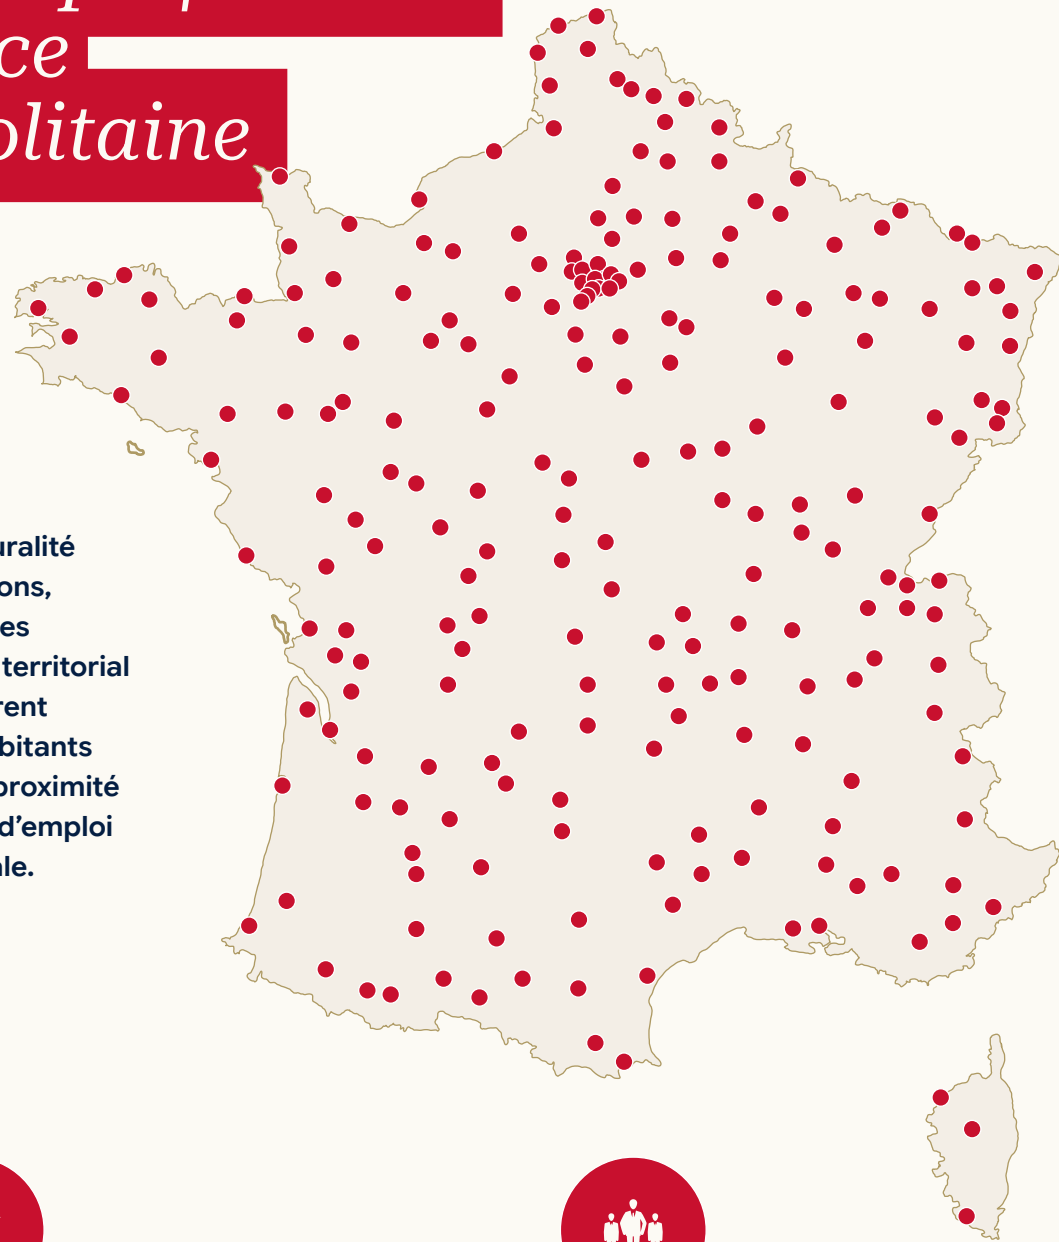 ce
olitaine
uralité
ons,
es
territorial
rent
bitants
proximité
d’emploi
ale.